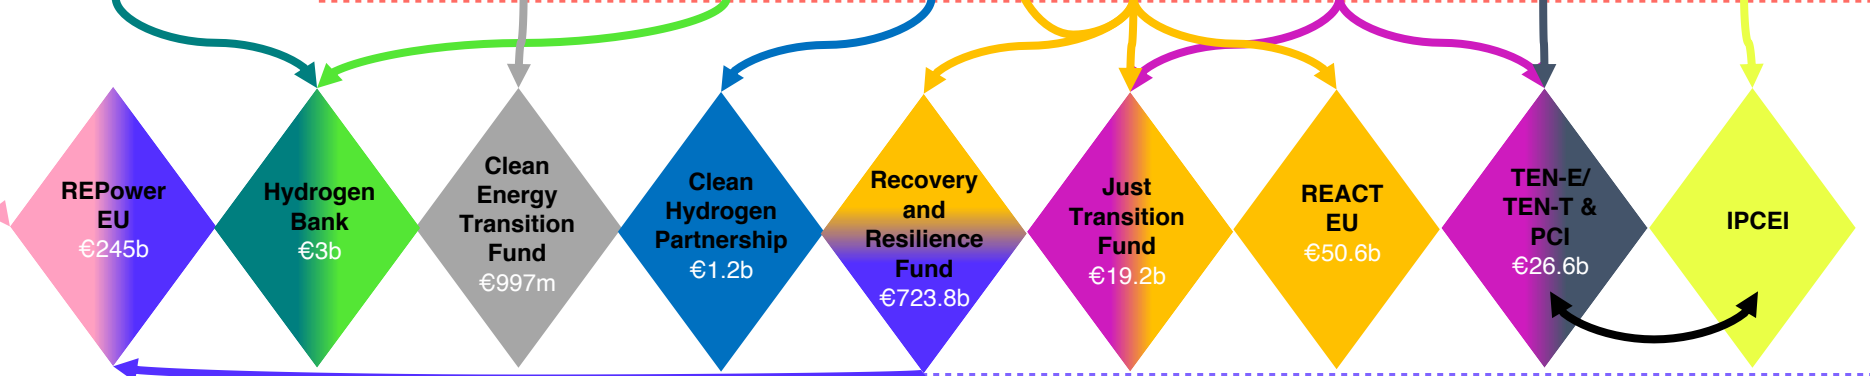 REPower
EU
€245b
Hydrogen
Bank
€3b
Clean
Energy
Transition
Fund
€997m
Clean
Hydrogen
Partnership
€1.2b
Recovery
and
Resilience
Fund
€723.8b
Just
Transition
Fund
€19.2b
REACT
EU
€50.6b
TEN-E/
TEN-T &
PCI
€26.6b
IPCEI